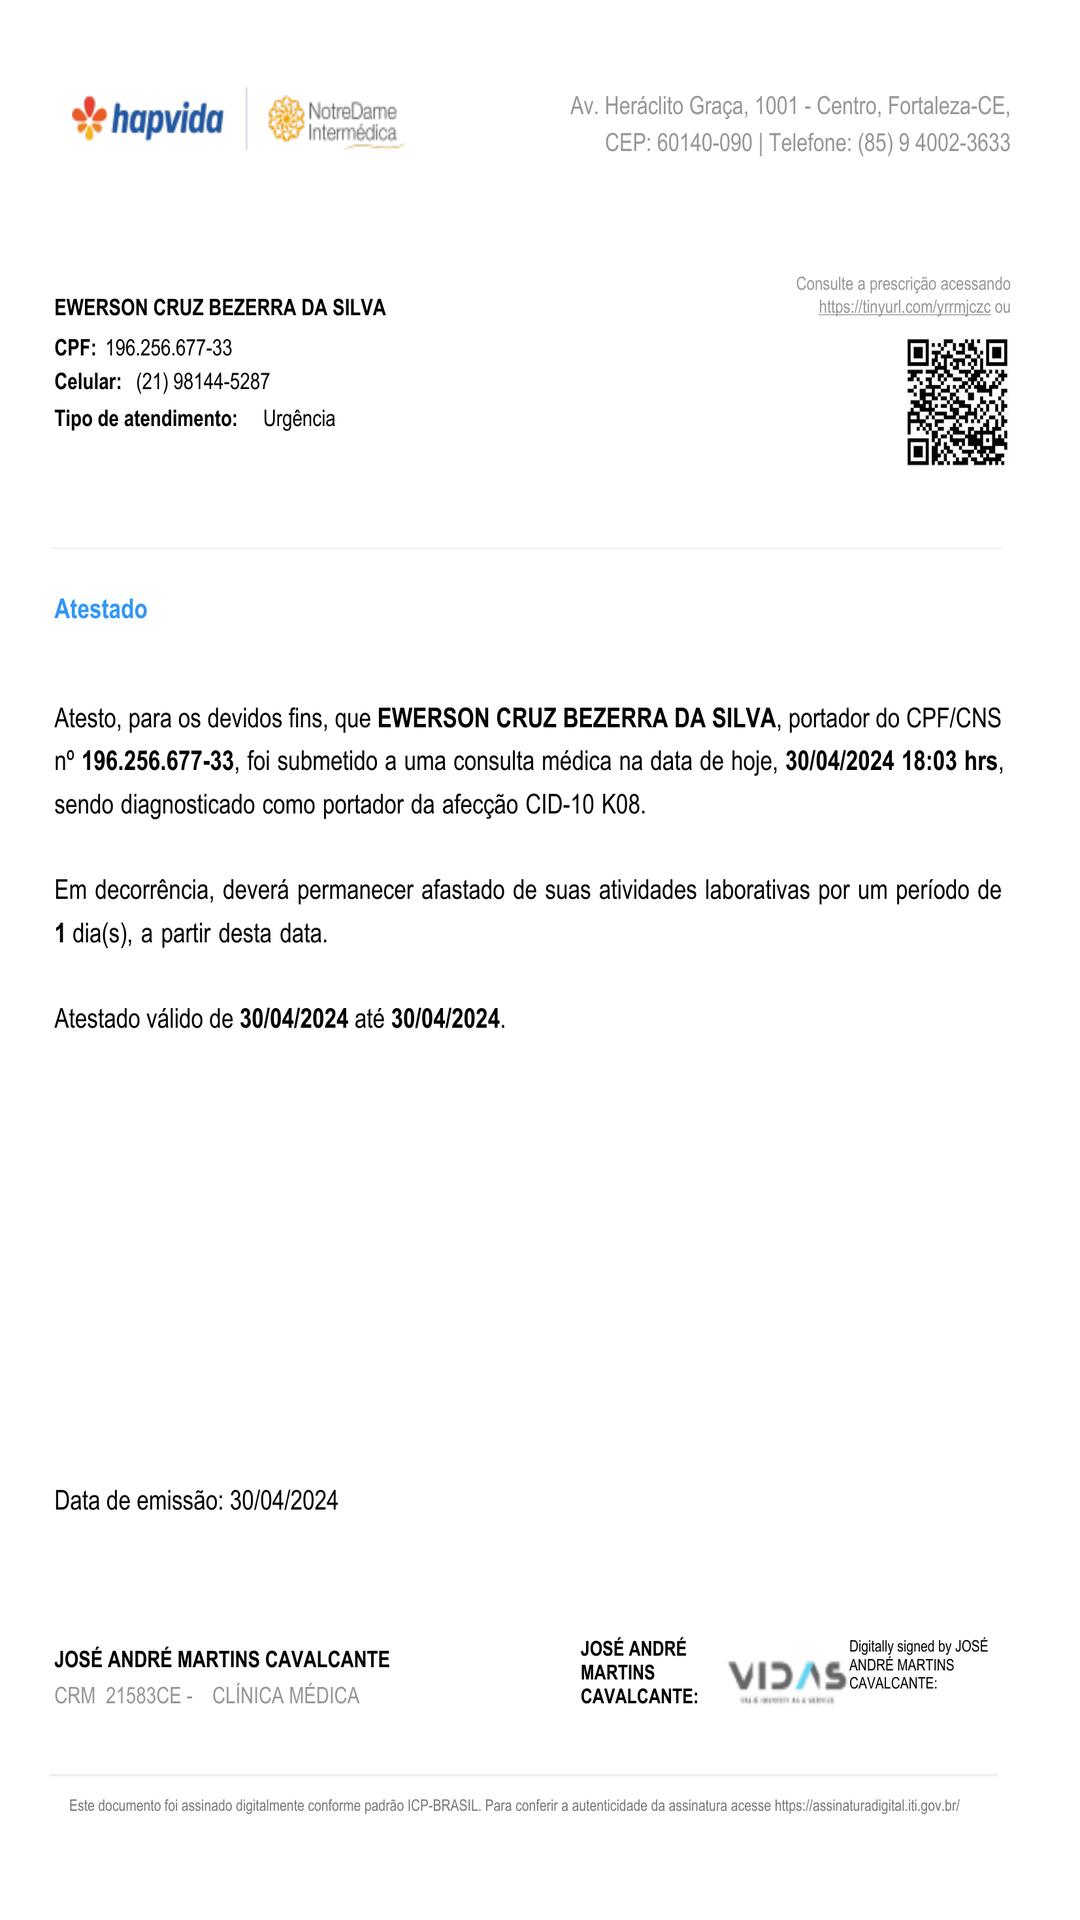 hapvida
NotreDame
Intermédica
Av. Heráclito Graça, 1001 - Centro, Fortaleza-CE,
CEP: 60140-090 | Telefone: (85) 9 4002-3633
Consulte a prescrição acessando
https://tinyurl.com/yrrmjczc ou
EWERSON CRUZ BEZERRA DA SILVA
CPF: 196.256.677-33
Celular: (21) 98144-5287
Tipo de atendimento: Urgência
Atestado
Atesto, para os devidos fins, que EWERSON CRUZ BEZERRA DA SILVA, portador do CPF/CNS
nº 196.256.677-33, foi submetido a uma consulta médica na data de hoje, 30/04/2024 18:03 hrs,
sendo diagnosticado como portador da afecção CID-10 K08.
Em decorrência, deverá permanecer afastado de suas atividades laborativas por um período de
1 dia(s), a partir desta data.
Atestado válido de 30/04/2024 até 30/04/2024.
Data de emissão: 30/04/2024
JOSÉ ANDRÉ MARTINS CAVALCANTE
CRM 21583CE - CLÍNICA MÉDICA
JOSÉ ANDRÉ
MARTINS
CAVALCANTE:
VIDAS
Digitally signed by JOSÉ
ANDRÉ MARTINS
CAVALCANTE:
Este documento foi assinado digitalmente conforme padrão ICP-BRASIL. Para conferir a autenticidade da assinatura acesse https://assinaturadigital.iti.gov.br/